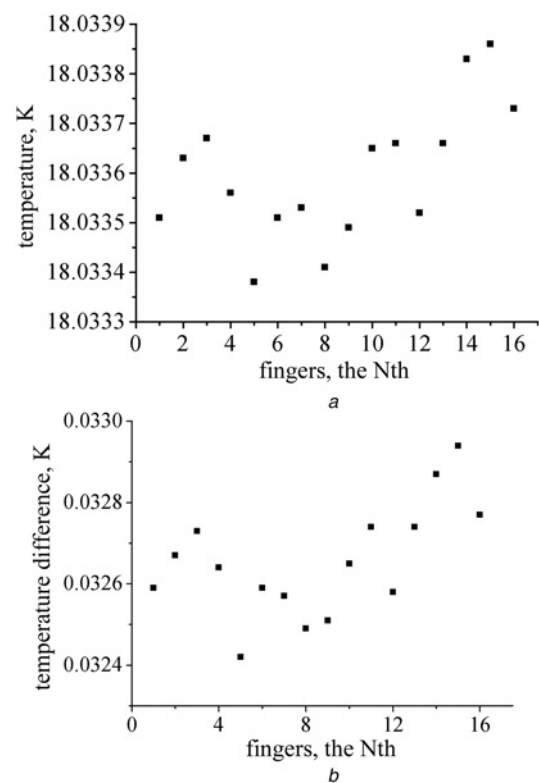 temperature, K
18.0339
18.0338
18.0337
18.0336
18.0335
18.0334
18.0333
0 2 4 6 8 10 12 14 16
fingers, the Nth
a
temperature difference, K
0.0330
0.0328
0.0326
0.0324
0 4 8 12 16
fingers, the Nth
b